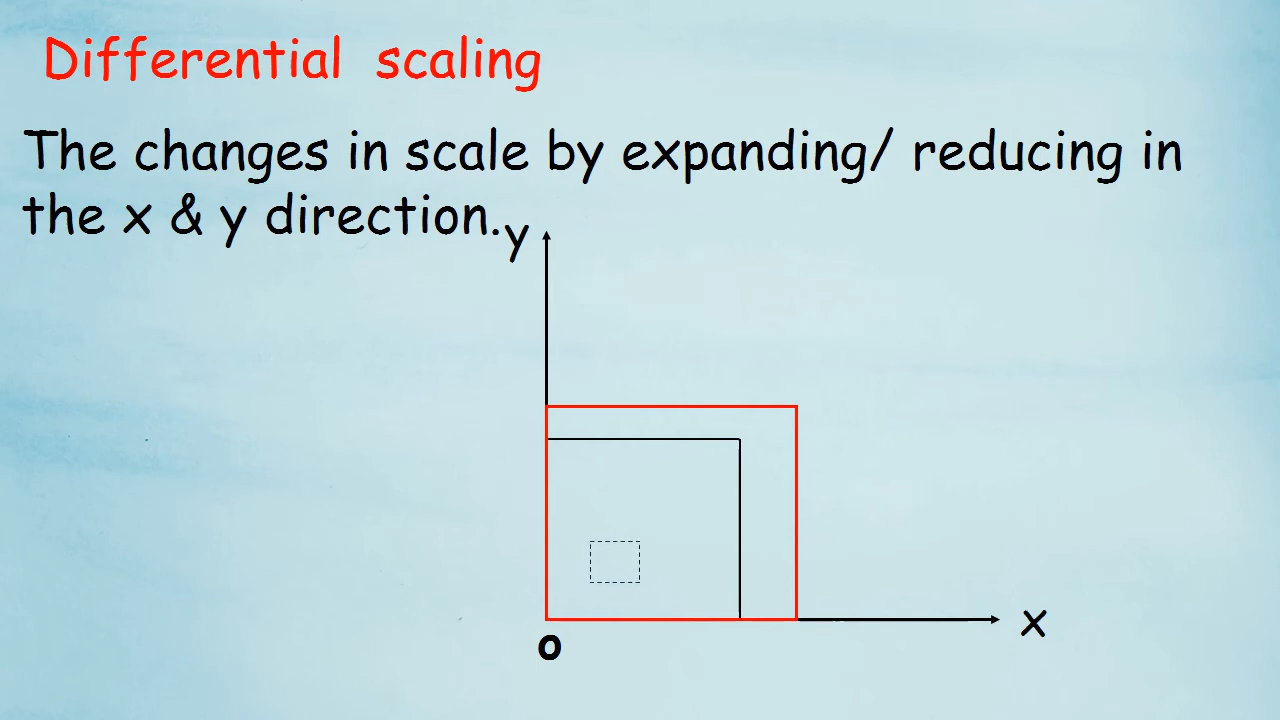 Differential scaling
The changes in scale by expanding/ reducing in
the x & y direction.
y
x
o